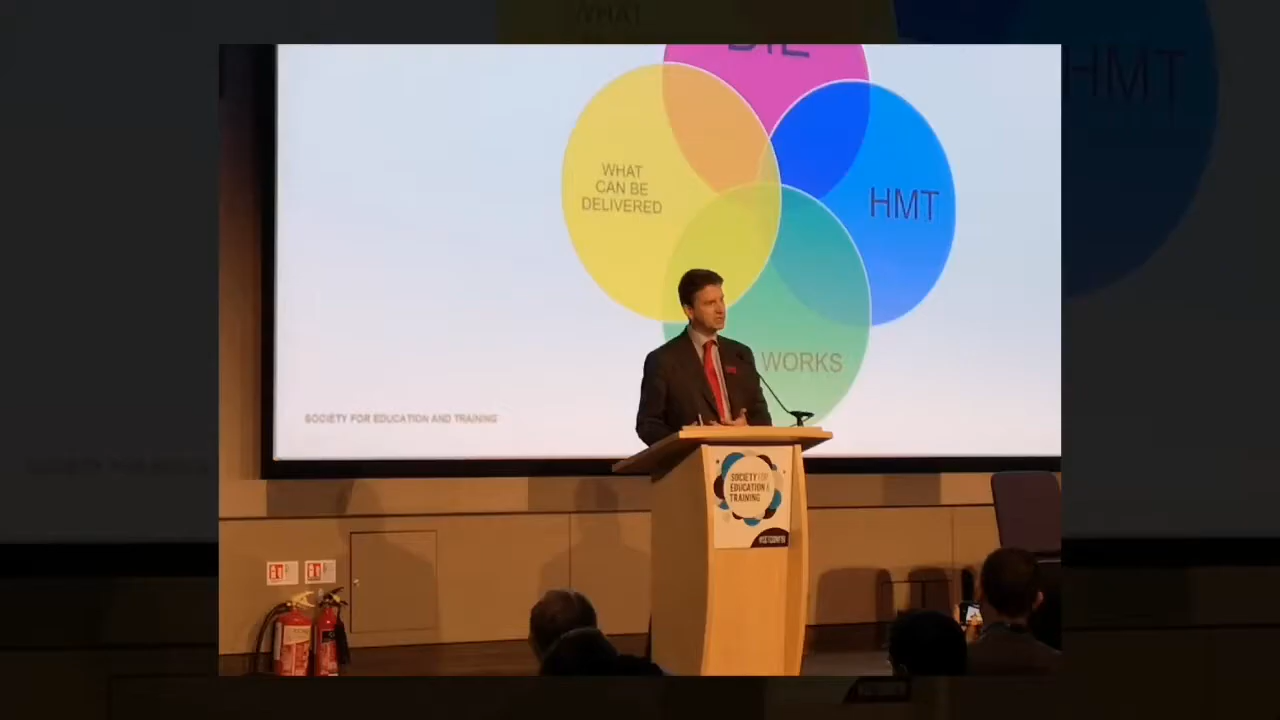 WHAT
CAN BE
DELIVERED
HMT
WORKS
SOCIETY FOR EDUCATION AND TRAINING
SOCIETY FOR
EDUCATION &
TRAINING